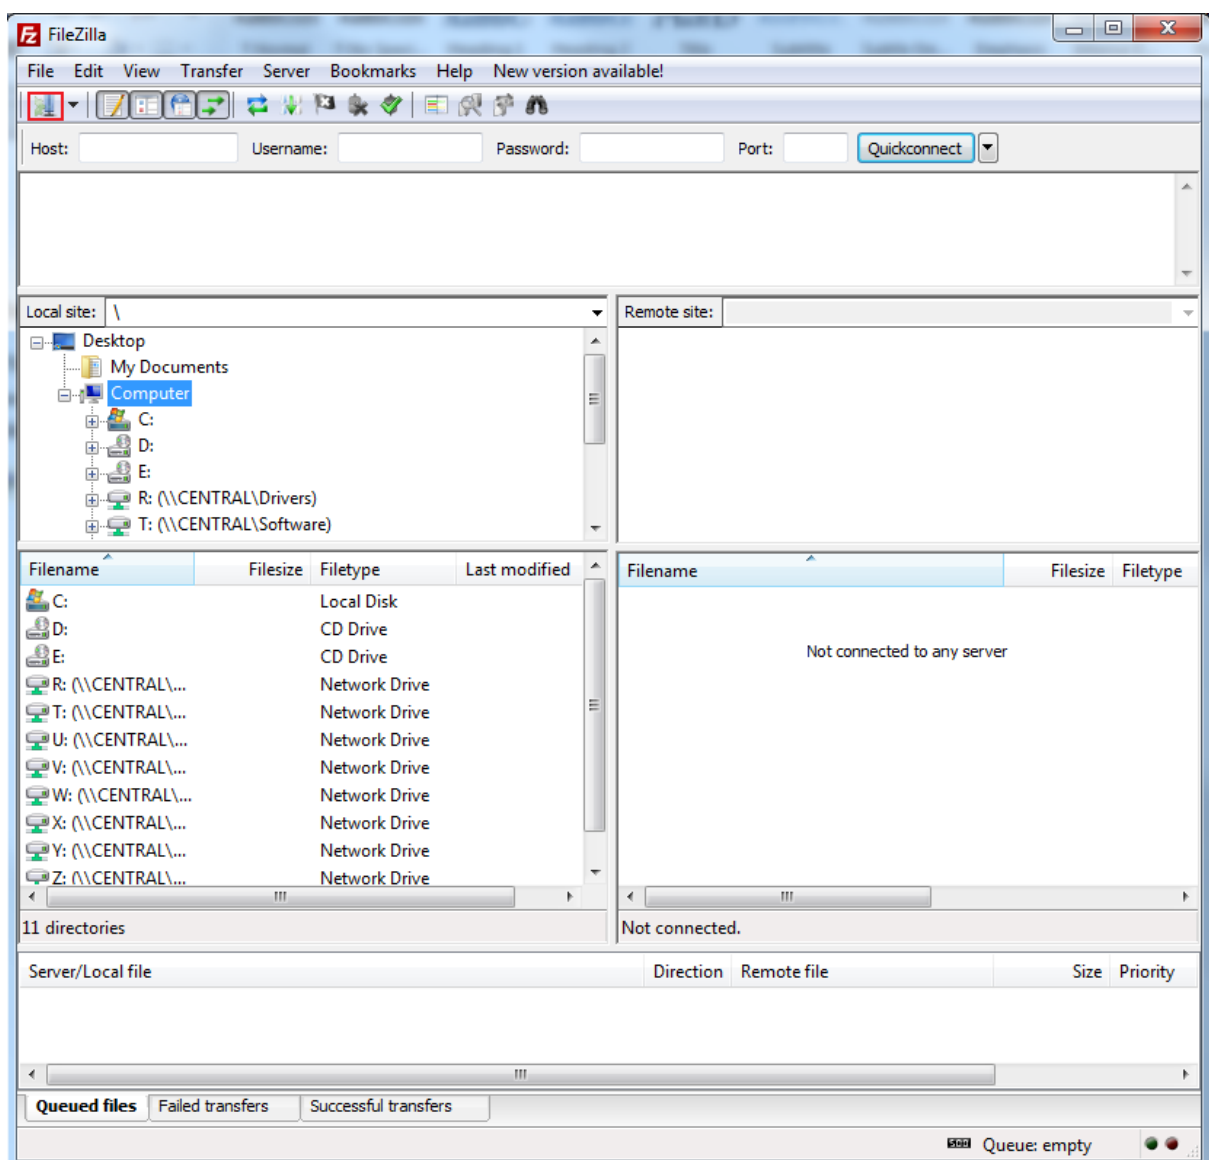 FileZilla
File Edit View Transfer Server Bookmarks Help New version available!
Host: Username: Password: Port: Quickconnect
Local site: \
Remote site:
Desktop
My Documents
Computer
C:
D:
E:
R: (\\CENTRAL\Drivers)
T: (\\CENTRAL\Software)
Filename Filesize Filetype Last modified
C: Local Disk
D: CD Drive
E: CD Drive
R: (\\CENTRAL\... Network Drive
T: (\\CENTRAL\... Network Drive
U: (\\CENTRAL\... Network Drive
V: (\\CENTRAL\... Network Drive
W: (\\CENTRAL\... Network Drive
X: (\\CENTRAL\... Network Drive
Y: (\\CENTRAL\... Network Drive
Z: (\\CENTRAL\... Network Drive
11 directories
Filename Filesize Filetype
Not connected to any server
Not connected.
Server/Local file Direction Remote file Size Priority
Queued files Failed transfers Successful transfers
Queue: empty